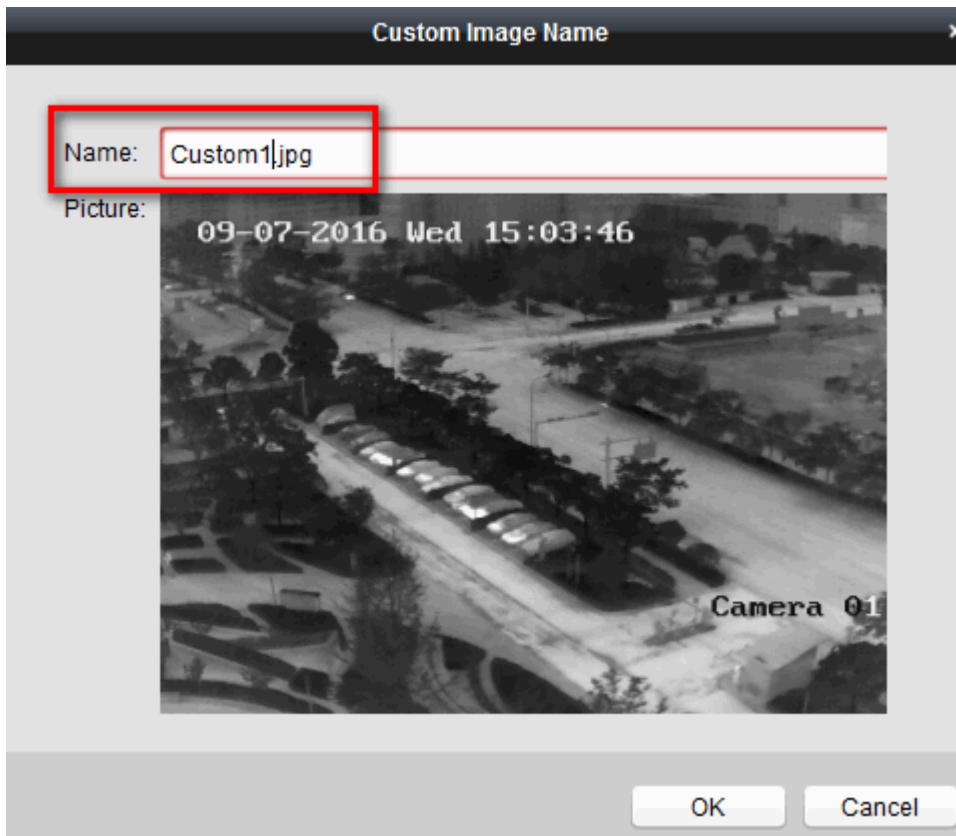 Custom Image Name
Name: Custom1.jpg
Picture:
09-07-2016 Wed 15:03:46
Camera 01
OK Cancel